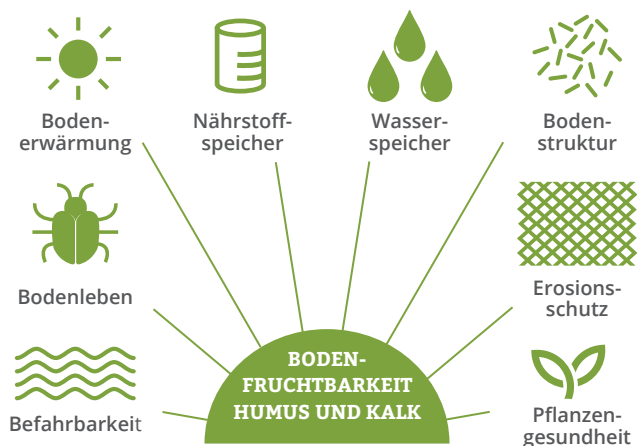 Boden-
erwärmung
Nährstoff-
speicher
Wasser-
speicher
Boden-
struktur
Bodenleben
Erosions-
schutz
BODEN-
FRUCHTBARKEIT
HUMUS UND KALK
Befahrbarkeit
Pflanzen-
gesundheit